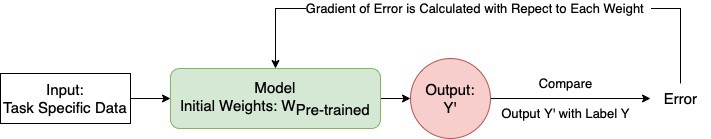 Gradient of Error is Calculated with Repect to Each Weight
Input:
Task Specific Data
Model
Initial Weights: WPre-trained
Output:
Y'
Compare
Output Y' with Label Y
Error